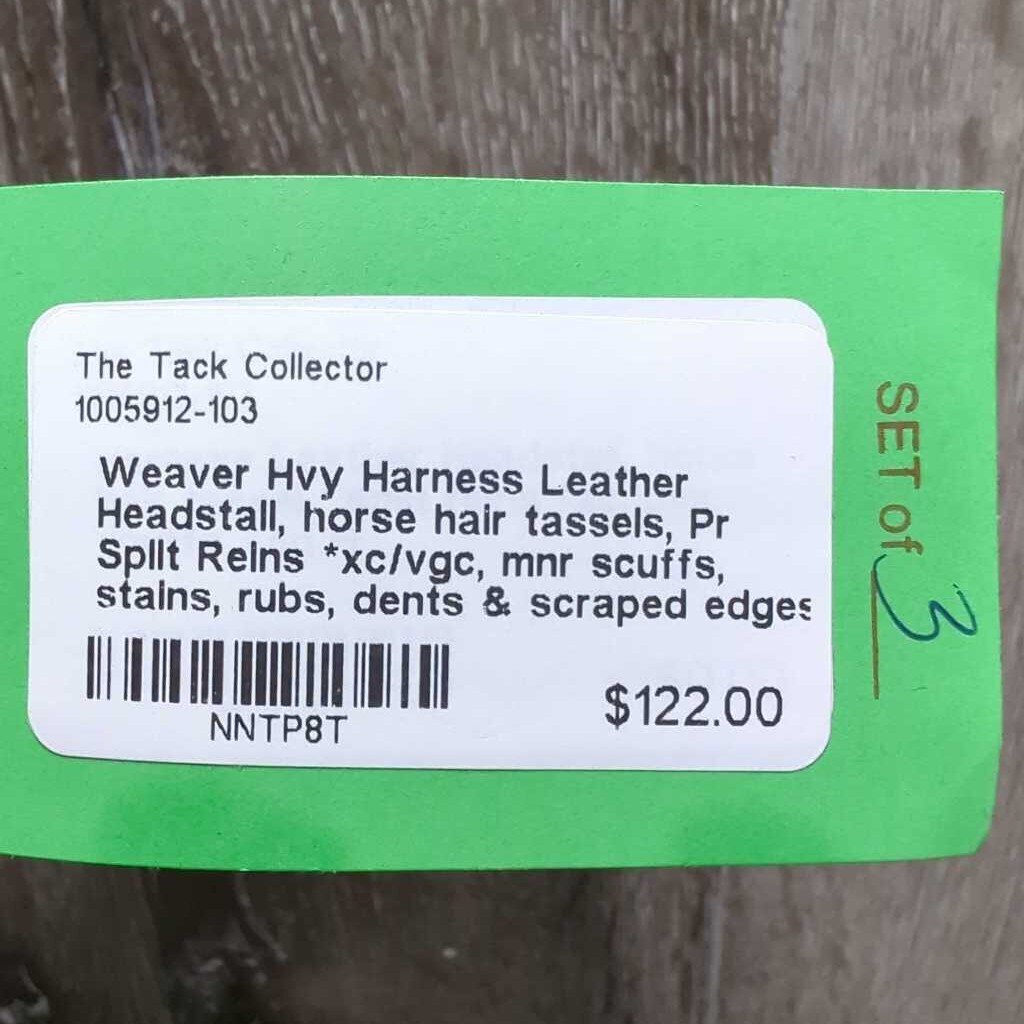 The Tack Collector
1005912-103
Weaver Hvy Harness Leather
Headstall, horse hair tassels, Pr
Split Reins *xc/vgc, mnr scuffs,
stains, rubs, dents & scraped edges
NNTP8T
$122.00
SET of 3